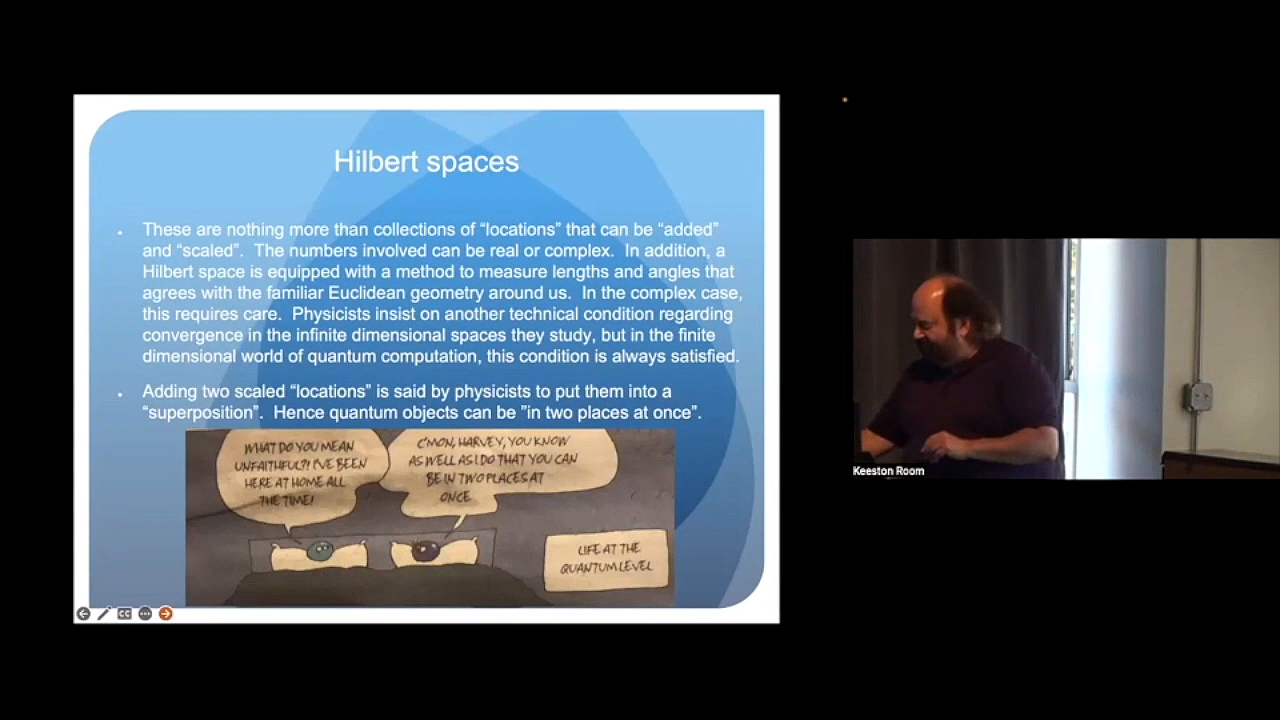 Hilbert spaces
These are nothing more than collections of “locations” that can be “added”
and “scaled”.  The numbers involved can be real or complex.  In addition, a
Hilbert space is equipped with a method to measure lengths and angles that
agrees with the familiar Euclidean geometry around us.  In the complex case,
this requires care.  Physicists insist on another technical condition regarding
convergence in the infinite dimensional spaces they study, but in the finite
dimensional world of quantum computation, this condition is always satisfied.
Adding two scaled “locations” is said by physicists to put them into a
“superposition”.  Hence quantum objects can be ”in two places at once”.
WHAT DO YOU MEAN
UNFAITHFUL?! I'VE BEEN
HERE AT HOME ALL
THE TIME!
C'MON, HARVEY, YOU KNOW
AS WELL AS I DO THAT YOU CAN
BE IN TWO PLACES AT
ONCE
LIFE AT THE
QUANTUM LEVEL
CC
Keeston Room